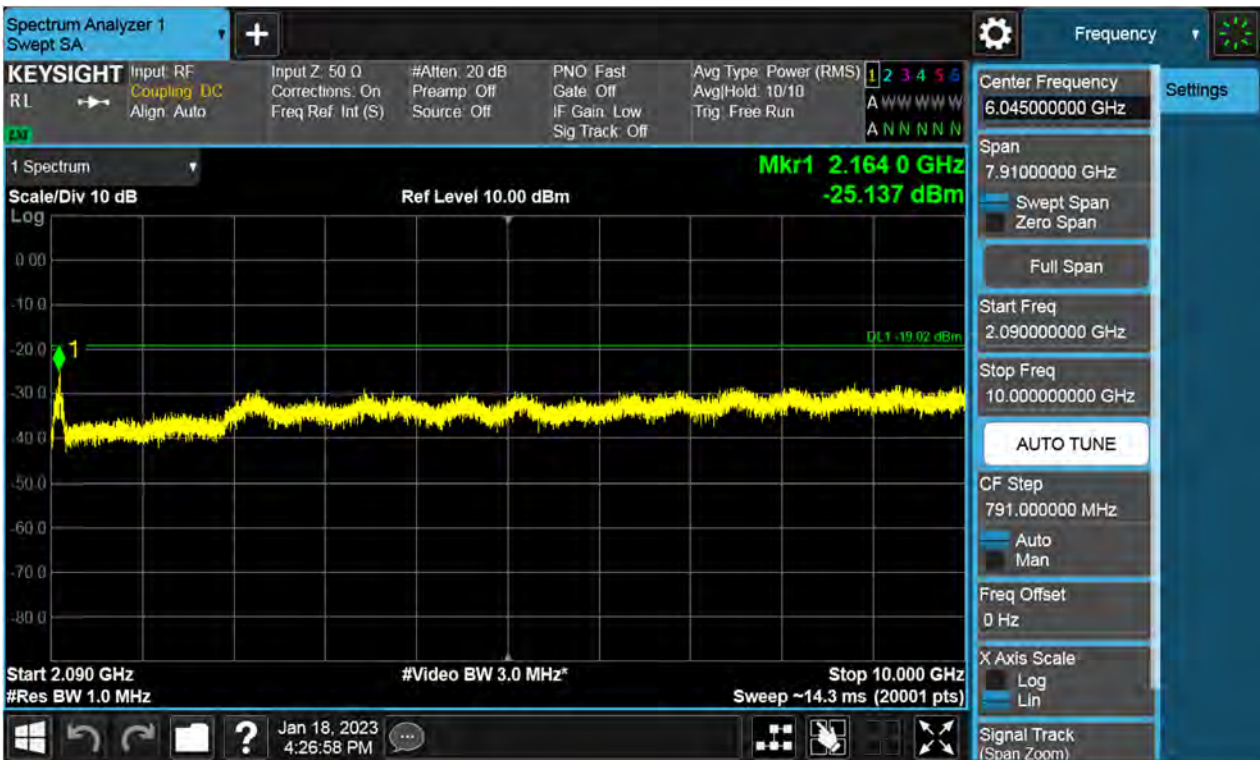 Spectrum Analyzer 1
Swept SA
+
Frequency
KEYSIGHT
RL
Input: RF
Coupling: DC
Align: Auto
Input Z: 50 Ω
Corrections: On
Freq Ref: Int (S)
#Atten: 20 dB
Preamp: Off
Source: Off
PNO: Fast
Gate: Off
IF Gain: Low
Sig Track: Off
Avg Type: Power (RMS)
Avg|Hold: 10/10
Trig: Free Run
1 2 3 4 5 6
A W W W W W
A N N N N N
1 Spectrum
Mkr1 2.164 0 GHz
-25.137 dBm
Scale/Div 10 dB
Ref Level 10.00 dBm
Log
0.00
-10.0
-20.0
-30.0
-40.0
-50.0
-60.0
-70.0
-80.0
1
DL1 -19.02 dBm
Start 2.090 GHz
#Video BW 3.0 MHz*
Stop 10.000 GHz
#Res BW 1.0 MHz
Sweep ~14.3 ms (20001 pts)
?
Jan 18, 2023
4:26:58 PM
Center Frequency
6.045000000 GHz
Settings
Span
7.91000000 GHz
Swept Span
Zero Span
Full Span
Start Freq
2.090000000 GHz
Stop Freq
10.000000000 GHz
AUTO TUNE
CF Step
791.000000 MHz
Auto
Man
Freq Offset
0 Hz
X Axis Scale
Log
Lin
Signal Track
(Span Zoom)